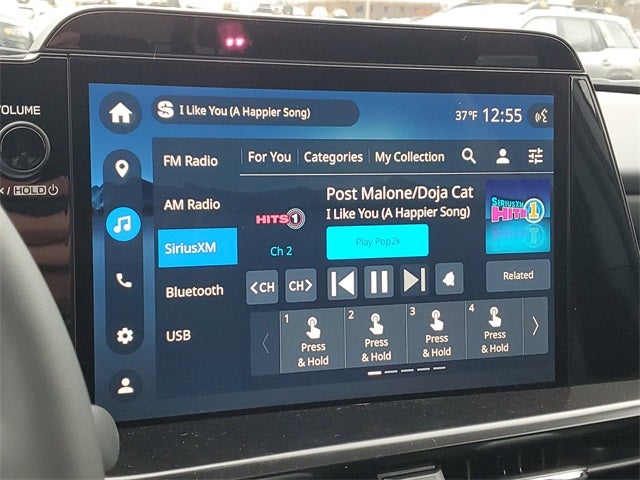 VOLUME
HOLD
I Like You (A Happier Song)
37°F 12:55
FM Radio
AM Radio
SiriusXM
Bluetooth
USB
For You Categories My Collection
HITS 1
Ch 2
Post Malone/Doja Cat
I Like You (A Happier Song)
Play Pop2k
SIRIUSXM
HITS 1
<CH CH>
Related
1 2 3 4
Press & Hold
Press & Hold
Press & Hold
Press & Hold